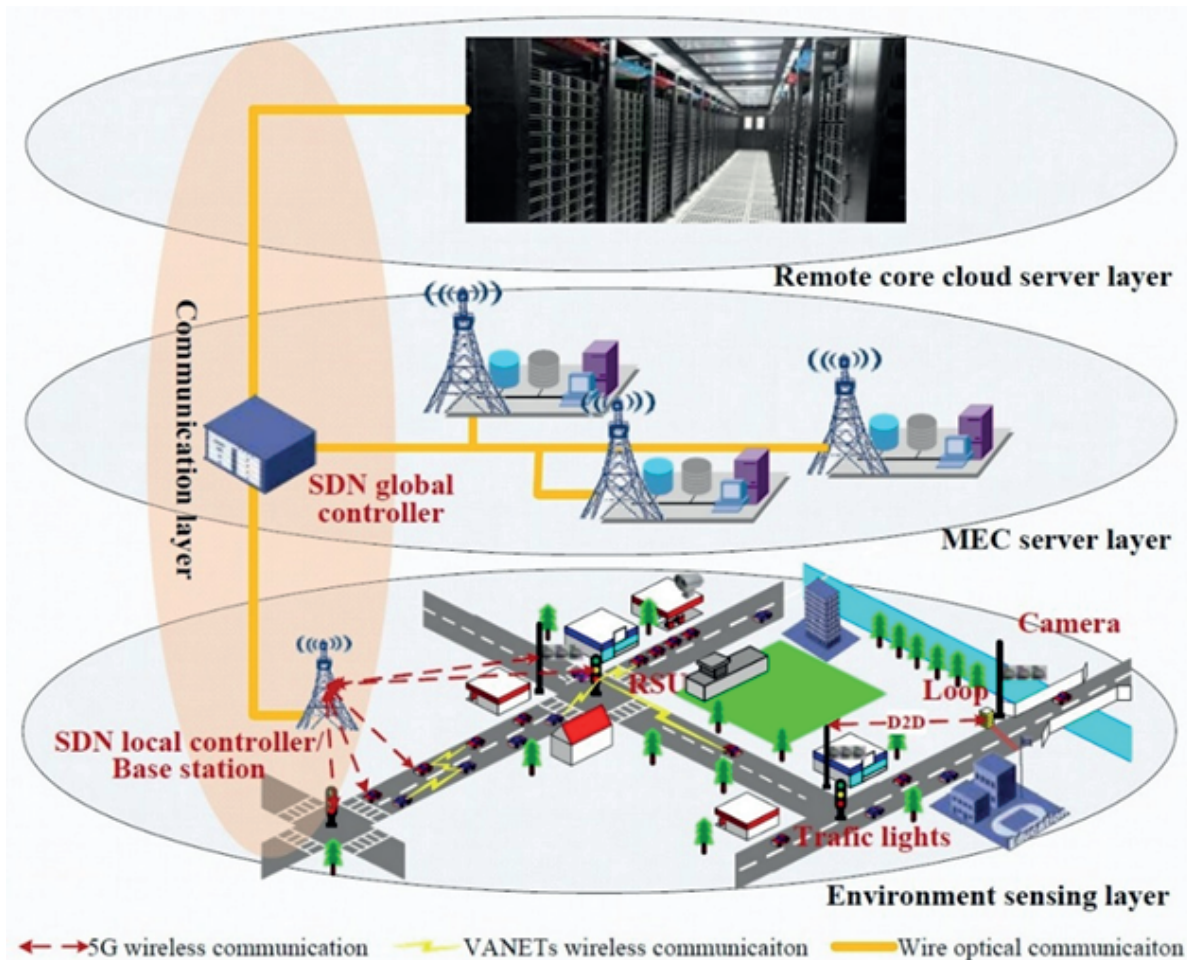 Remote core cloud server layer
Communication layer
SDN global
controller
MEC server layer
Camera
RSU
Loop
D2D
SDN local controller/
Base station
Education
Trafic lights
Environment sensing layer
5G wireless communication
VANETs wireless communicaiton
Wire optical communicaiton